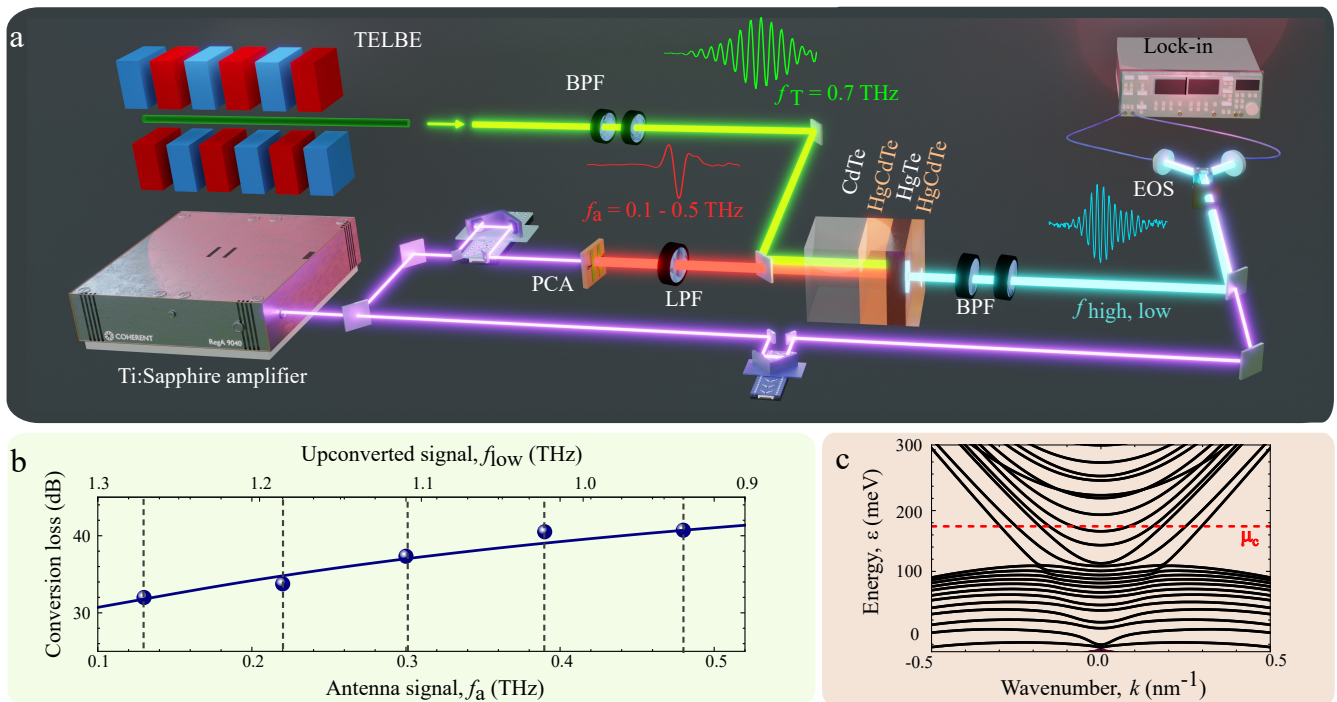 a
TELBE
BPF
f_T = 0.7 THz
Lock-in
f_a = 0.1 - 0.5 THz
CdTe
HgCdTe
HgTe
HgCdTe
EOS
PCA
LPF
BPF
f high, low
COHERENT
RegA 9040
Ti:Sapphire amplifier
b
Upconverted signal, f_low (THz)
1.3 1.2 1.1 1.0 0.9
Conversion loss (dB)
40
30
0.1 0.2 0.3 0.4 0.5
Antenna signal, f_a (THz)
c
Energy, ε (meV)
300
200
100
0
μ_c
-0.5 0.0 0.5
Wavenumber, k (nm⁻¹)